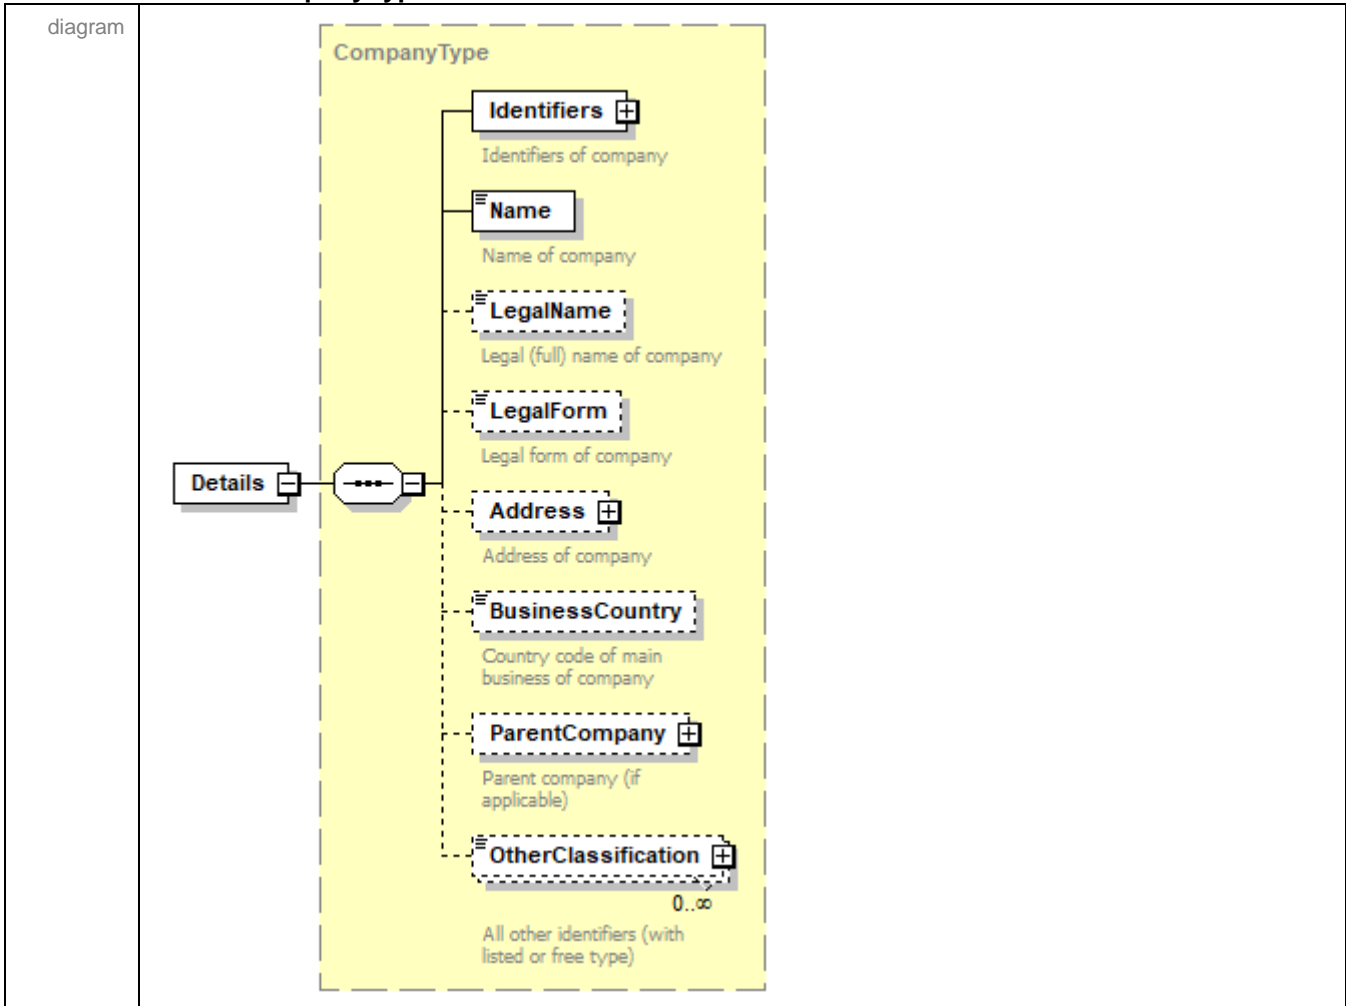 diagram
CompanyType
Identifiers
Identifiers of company
Name
Name of company
LegalName
Legal (full) name of company
LegalForm
Legal form of company
Details
Address
Address of company
BusinessCountry
Country code of main
business of company
ParentCompany
Parent company (if
applicable)
OtherClassification
0..∞
All other identifiers (with
listed or free type)